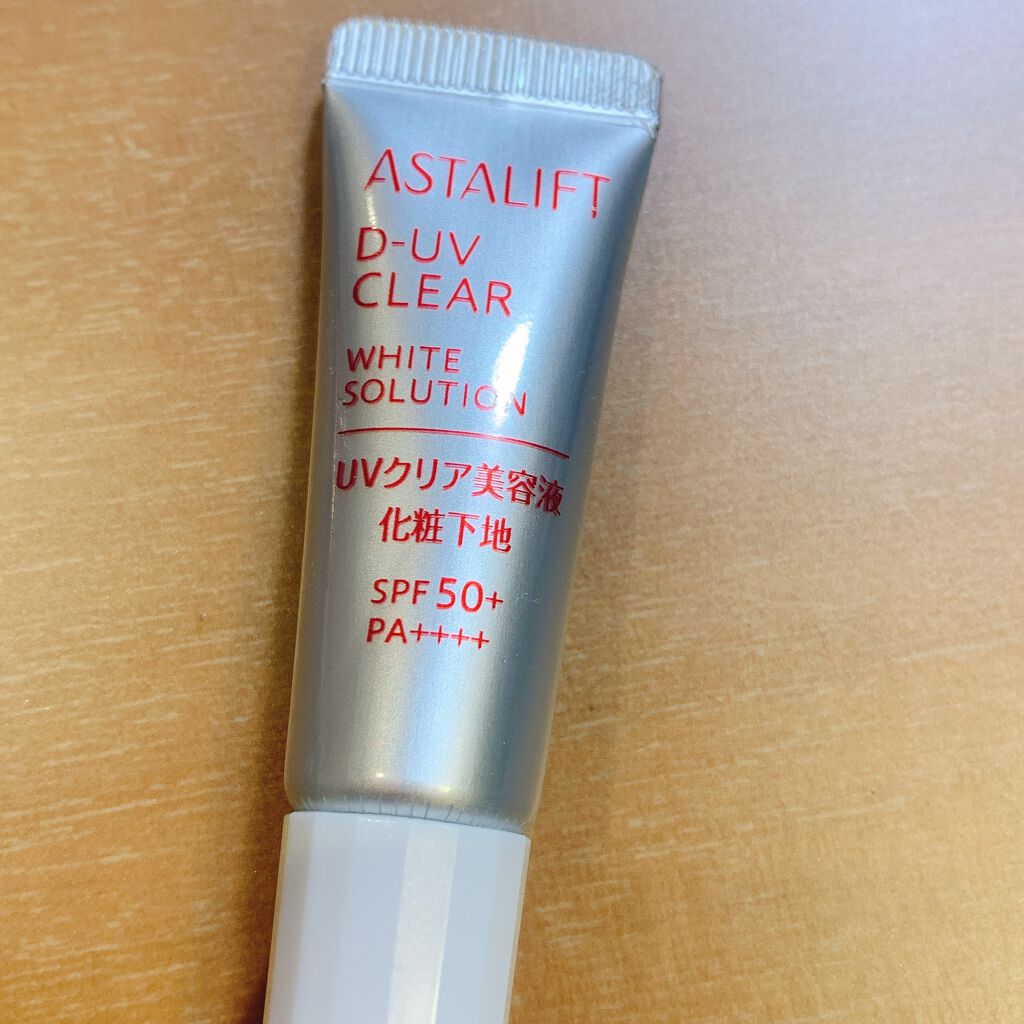 ASTALIFT
D-UV
CLEAR
WHITE
SOLUTION
UVクリア美容液
化粧下地
SPF 50+
PA++++